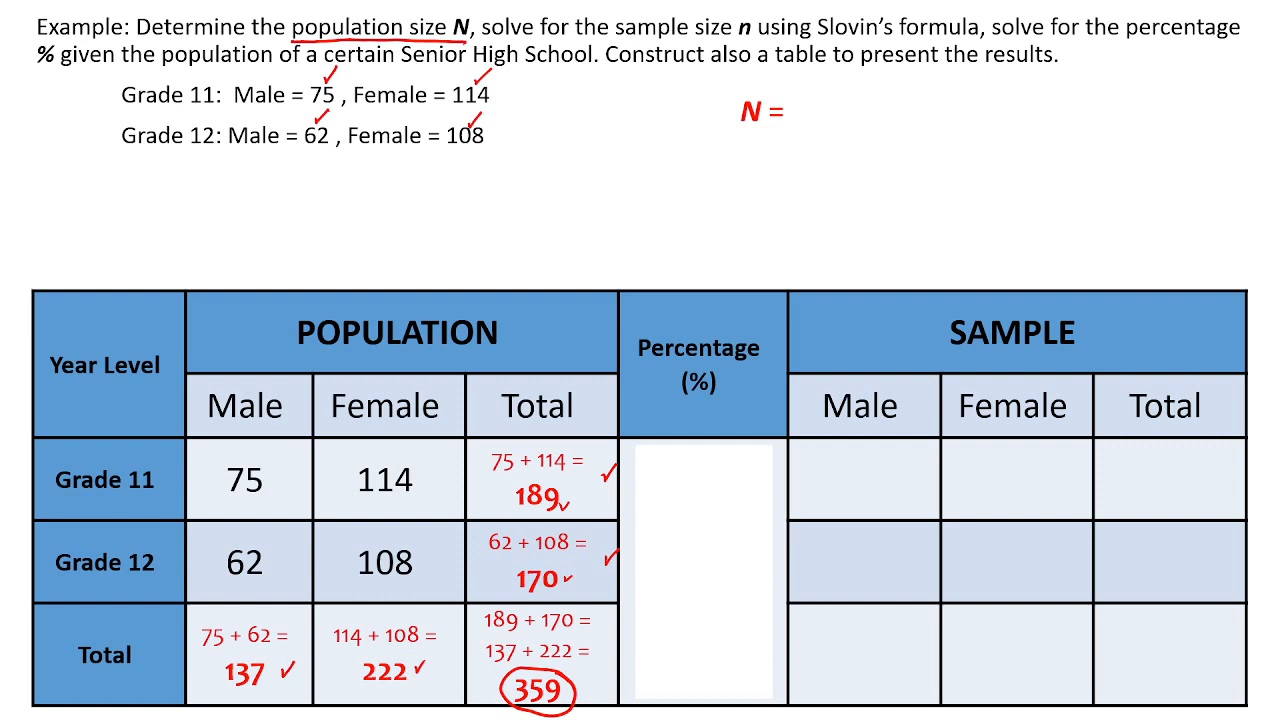 Example: Determine the population size N, solve for the sample size n using Slovin’s formula, solve for the percentage
% given the population of a certain Senior High School. Construct also a table to present the results.
Grade 11:  Male = 75 , Female = 114
Grade 12: Male = 62 , Female = 108
N =
Year Level
POPULATION
Percentage
(%)
SAMPLE
Male
Female
Total
Male
Female
Total
Grade 11
75
114
75 + 114 =
189
Grade 12
62
108
62 + 108 =
170
Total
75 + 62 =
137
114 + 108 =
222
189 + 170 =
137 + 222 =
359